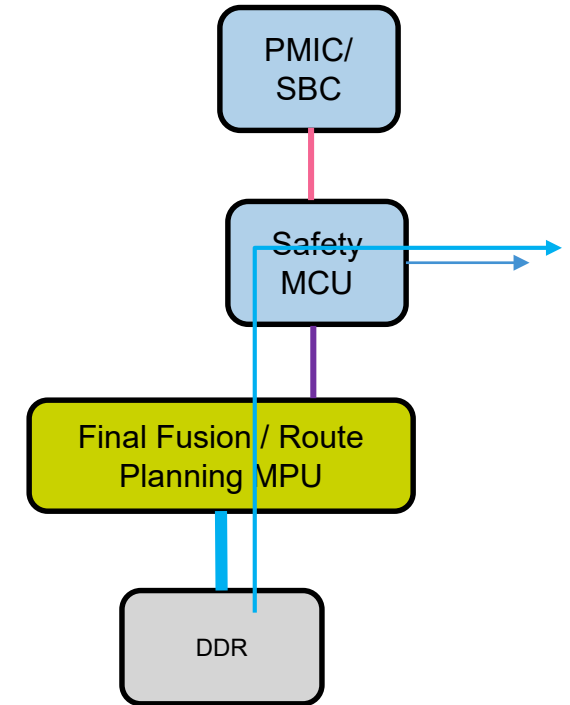 PMIC/
SBC
Safety
MCU
Final Fusion / Route
Planning MPU
DDR